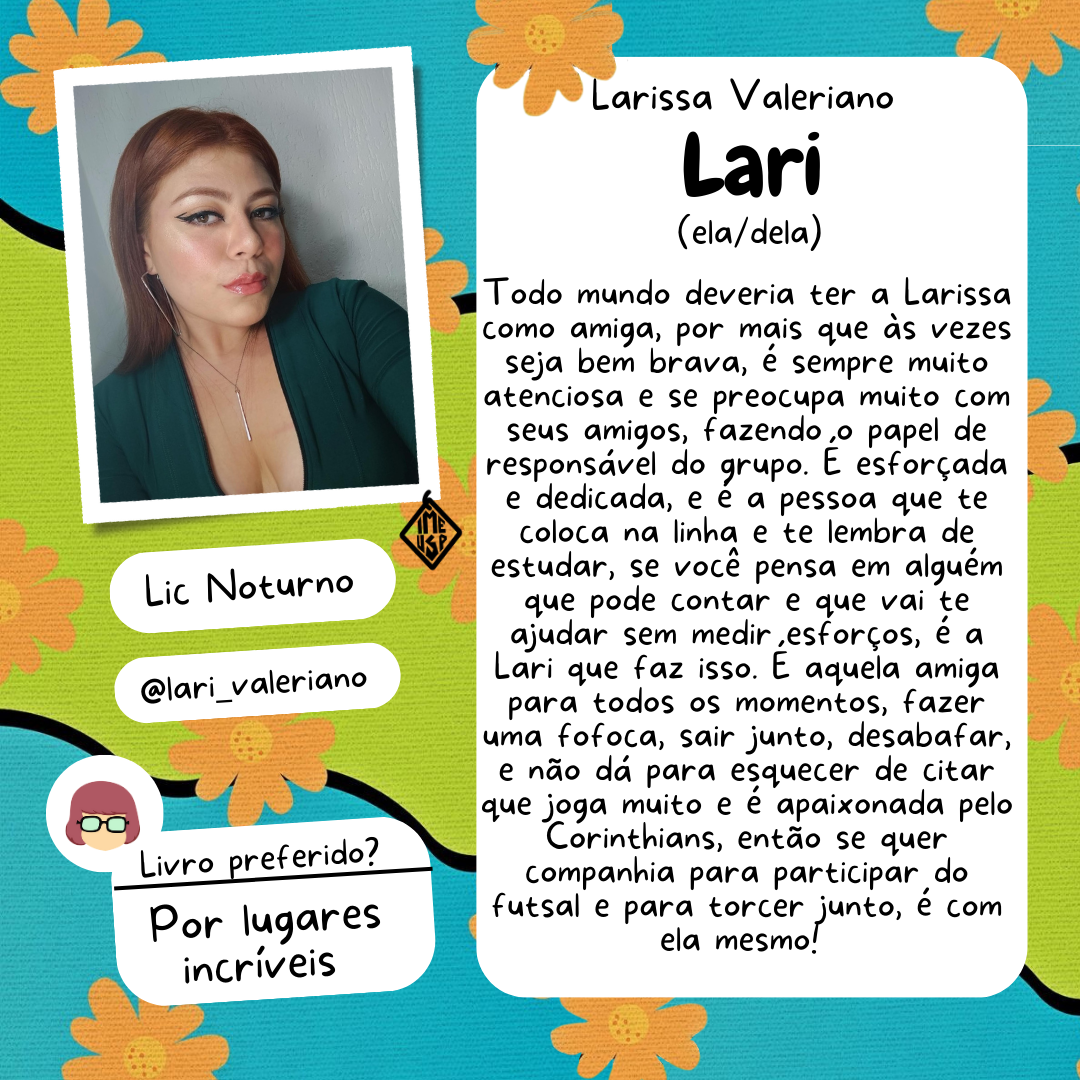 Larissa Valeriano
Lari
(ela/dela)
Todo mundo deveria ter a Larissa
como amiga, por mais que às vezes
seja bem brava, é sempre muito
atenciosa e se preocupa muito com
seus amigos, fazendo o papel de
responsável do grupo. É esforçada
e dedicada, e é a pessoa que te
coloca na linha e te lembra de
estudar, se você pensa em alguém
que pode contar e que vai te
ajudar sem medir esforços, é a
Lari que faz isso. É aquela amiga
para todos os momentos, fazer
uma fofoca, sair junto, desabafar,
e não dá para esquecer de citar
que joga muito e é apaixonada pelo
Corinthians, então se quer
companhia para participar do
futsal e para torcer junto, é com
ela mesmo!
IME
USP
Lic Noturno
@lari_valeriano
Livro preferido?
Por lugares
incríveis